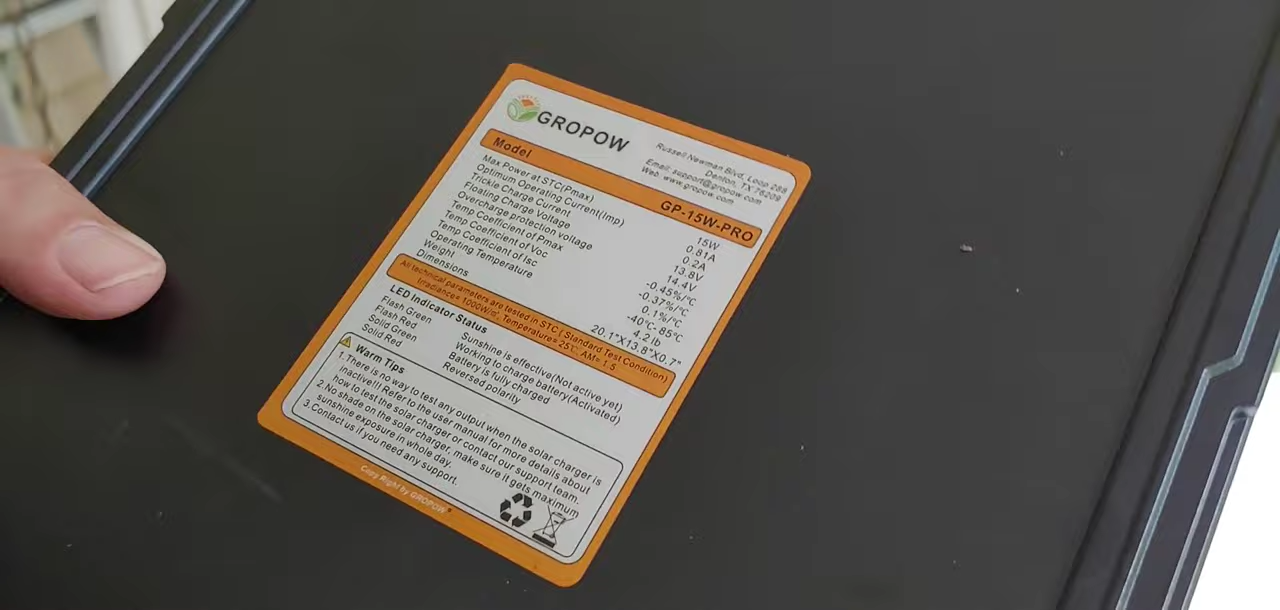 GROPOW
Russell Newman Blvd, Loop 288
Denton, TX 76209
Email: support@gropow.com
Web: www.gropow.com
Model GP-15W-PRO
Max Power at STC(Pmax) 15W
Optimum Operating Current(Imp) 0.81A
Trickle Charge Current 0.2A
Floating Charge Voltage 13.8V
Overcharge protection voltage 14.4V
Temp Coefficient of Pmax -0.45%/°C
Temp Coefficient of Voc -0.37%/°C
Temp Coefficient of Isc 0.1%/°C
Operating Temperature -40°C-85°C
Weight 4.2 lb
Dimensions 20.1"X13.8"X0.7"
All technical parameters are tested in STC ( Standard Test Condition)
Irradiance= 1000W/㎡, Temperature= 25℃, AM= 1.5
LED Indicator Status
Flash Green Sunshine is effective(Not active yet)
Flash Red Working to charge battery(Activated)
Solid Green Battery is fully charged
Solid Red Reversed polarity
Warm Tips
1.There is no way to test any output when the solar charger is
inactive!!! Refer to the user manual for more details about
how to test the solar charger or contact our support team.
2.No shade on the solar charger, make sure it gets maximum
sunshine exposure in whole day.
3.Contact us if you need any support.
Copy Right by GROPOW®